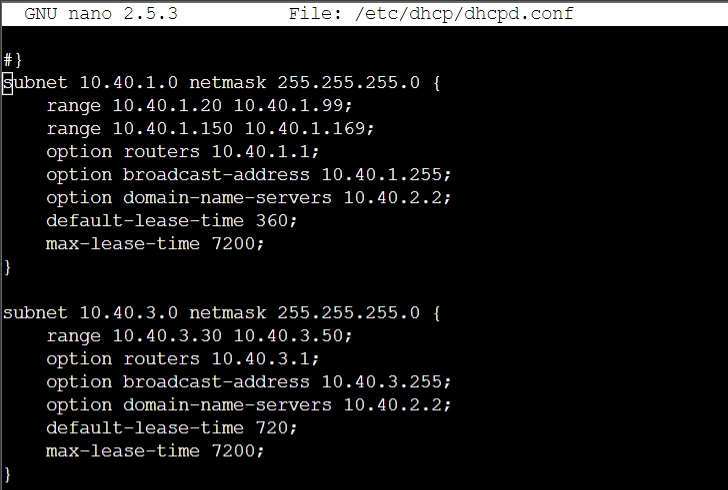 GNU nano 2.5.3 File: /etc/dhcp/dhcpd.conf
#}
subnet 10.40.1.0 netmask 255.255.255.0 {
range 10.40.1.20 10.40.1.99;
range 10.40.1.150 10.40.1.169;
option routers 10.40.1.1;
option broadcast-address 10.40.1.255;
option domain-name-servers 10.40.2.2;
default-lease-time 360;
max-lease-time 7200;
}
subnet 10.40.3.0 netmask 255.255.255.0 {
range 10.40.3.30 10.40.3.50;
option routers 10.40.3.1;
option broadcast-address 10.40.3.255;
option domain-name-servers 10.40.2.2;
default-lease-time 720;
max-lease-time 7200;
}